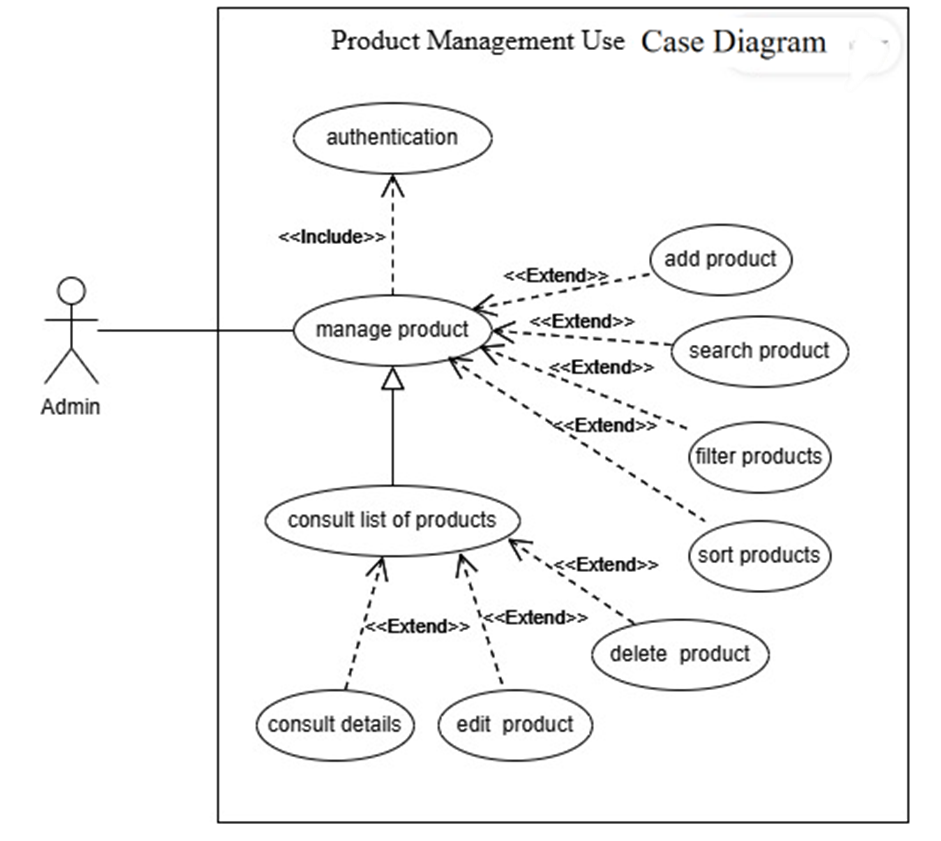 Product Management Use Case Diagram
authentication
<<Include>>
add product
<<Extend>>
manage product
<<Extend>>
search product
<<Extend>>
Admin
<<Extend>>
filter products
consult list of products
sort products
<<Extend>>
<<Extend>>
<<Extend>>
delete product
consult details
edit product